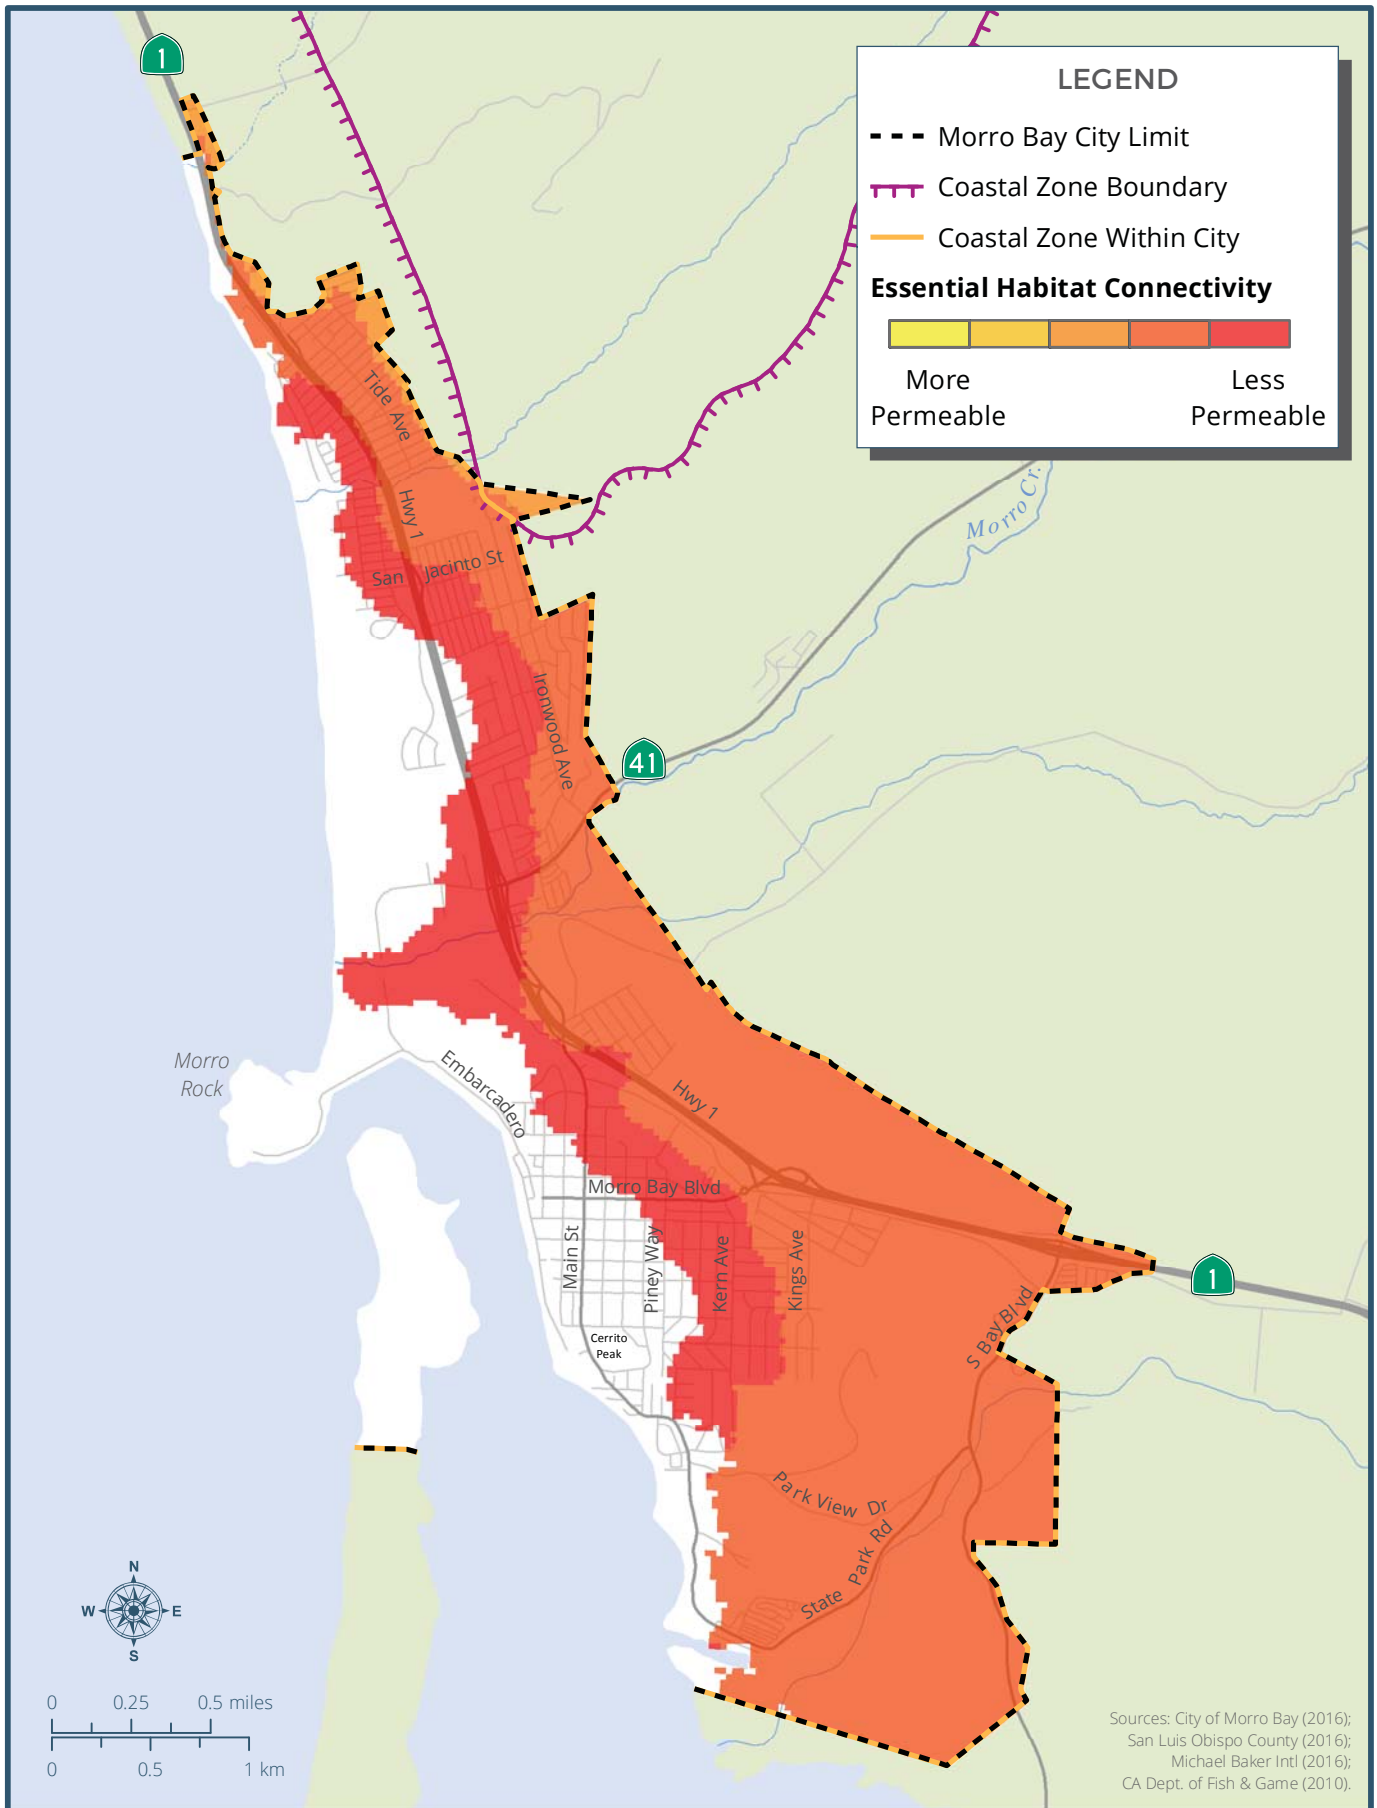 1
LEGEND
Morro Bay City Limit
Coastal Zone Boundary
Coastal Zone Within City
Essential Habitat Connectivity
More
Permeable
Less
Permeable
Tide Ave
Hwy 1
San Jacinto St
Morro Cr.
Ironwood Ave
41
Morro
Rock
Embarcadero
Hwy 1
Morro Bay Blvd
Main St
Piney Way
Kern Ave
Kings Ave
1
S Bay Blvd
Cerrito
Peak
Park View Dr
State Park Rd
N
W
E
S
0 0.25 0.5 miles
0 0.5 1 km
Sources: City of Morro Bay (2016);
San Luis Obispo County (2016);
Michael Baker Intl (2016);
CA Dept. of Fish & Game (2010).